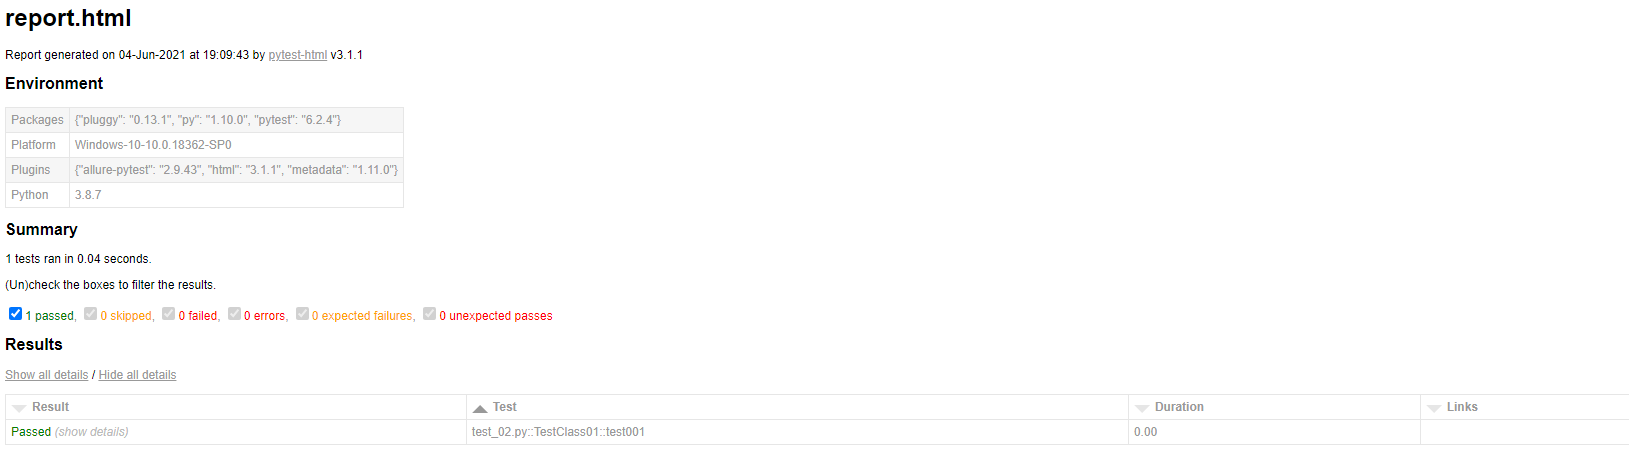 report.html
Report generated on 04-Jun-2021 at 19:09:43 by pytest-html v3.1.1
Environment
Packages {"pluggy": "0.13.1", "py": "1.10.0", "pytest": "6.2.4"}
Platform Windows-10-10.0.18362-SP0
Plugins {"allure-pytest": "2.9.43", "html": "3.1.1", "metadata": "1.11.0"}
Python 3.8.7
Summary
1 tests ran in 0.04 seconds.
(Un)check the boxes to filter the results.
1 passed, 0 skipped, 0 failed, 0 errors, 0 expected failures, 0 unexpected passes
Results
Show all details / Hide all details
Result Test Duration Links
Passed (show details) test_02.py::TestClass01::test001 0.00